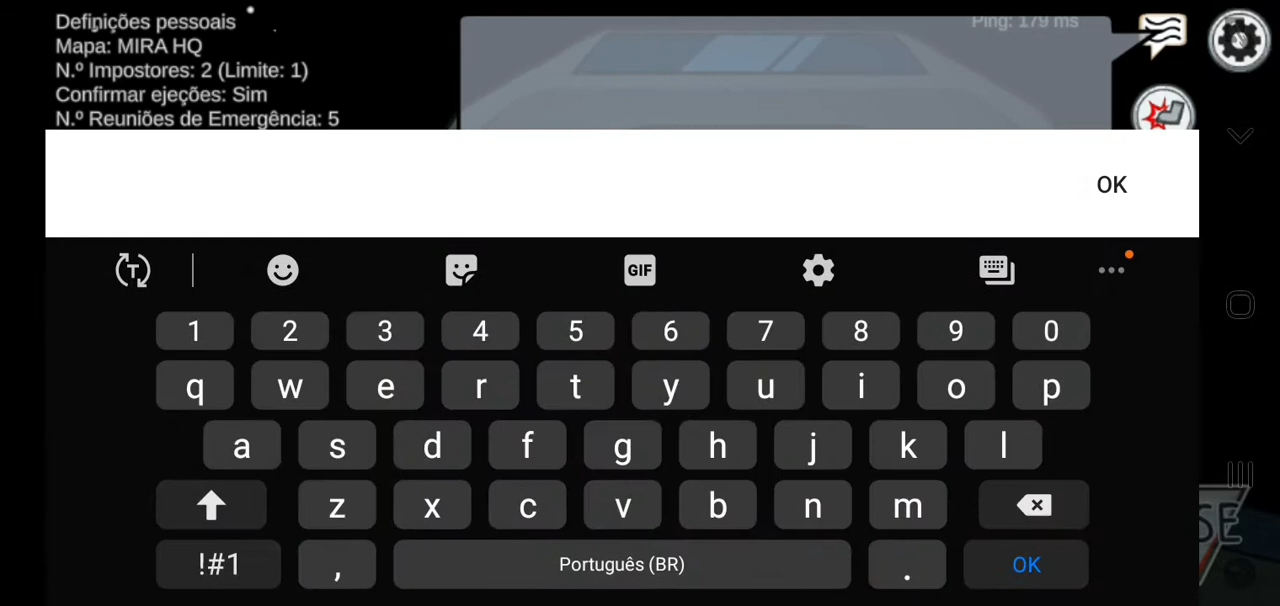 Definições pessoais
Mapa: MIRA HQ
N.º Impostores: 2 (Limite: 1)
Confirmar ejeções: Sim
N.º Reuniões de Emergência: 5
Ping: 179 ms
OK
T
GIF
1 2 3 4 5 6 7 8 9 0
q w e r t y u i o p
a s d f g h j k l
z x c v b n m
SE
!#1 , Português (BR) . OK